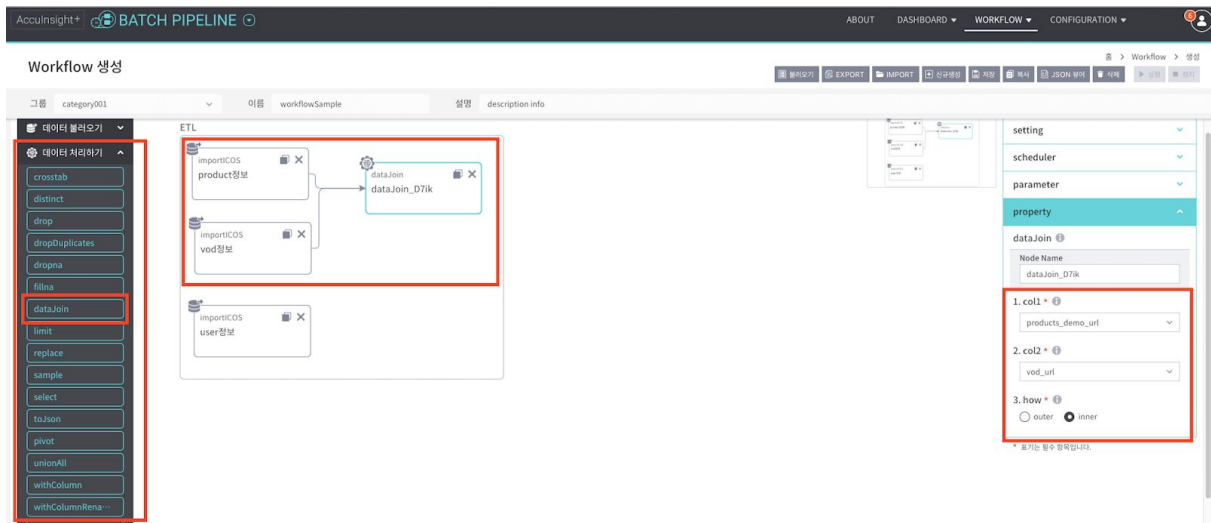 AccuInsight+ BATCH PIPELINE
ABOUT DASHBOARD WORKFLOW CONFIGURATION
6
홈 > Workflow > 생성
Workflow 생성
불러오기 EXPORT IMPORT 신규생성 저장 복사 JSON 뷰어 삭제 실행 정지
그룹 category001 이름 workflowSample 설명 description info
데이터 불러오기
데이터 처리하기
crosstab
distinct
drop
dropDuplicates
dropna
fillna
dataJoin
limit
replace
sample
select
toJson
pivot
unionAll
withColumn
withColumnRena···
ETL
importICOS
product정보
dataJoin
dataJoin_D7ik
importICOS
vod정보
importICOS
user정보
setting
scheduler
parameter
property
dataJoin
Node Name
dataJoin_D7ik
1. col1 *
products_demo_url
2. col2 *
vod_url
3. how *
outer inner
* 표기는 필수 항목입니다.